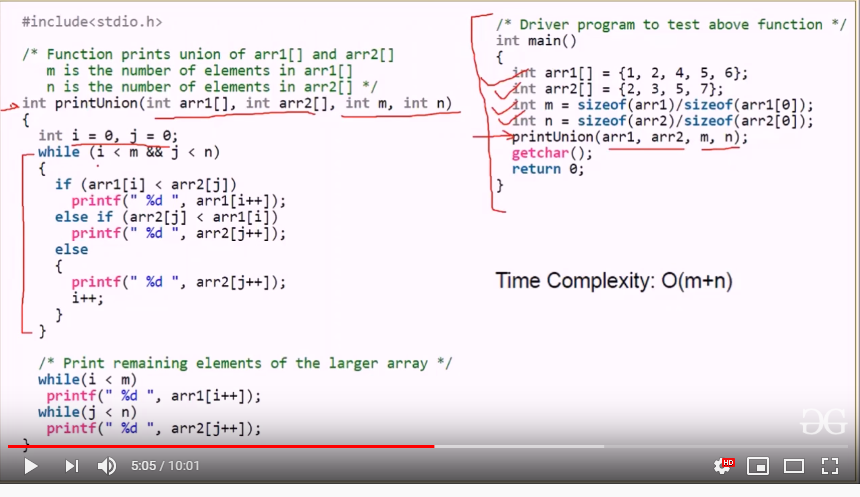 #include<stdio.h>
/* Function prints union of arr1[] and arr2[]
m is the number of elements in arr1[]
n is the number of elements in arr2[] */
int printUnion(int arr1[], int arr2[], int m, int n)
{
int i = 0, j = 0;
while (i < m && j < n)
{
if (arr1[i] < arr2[j])
printf(" %d ", arr1[i++]);
else if (arr2[j] < arr1[i])
printf(" %d ", arr2[j++]);
else
{
printf(" %d ", arr2[j++]);
i++;
}
}
/* Print remaining elements of the larger array */
while(i < m)
printf(" %d ", arr1[i++]);
while(j < n)
printf(" %d ", arr2[j++]);
}
/* Driver program to test above function */
int main()
{
int arr1[] = {1, 2, 4, 5, 6};
int arr2[] = {2, 3, 5, 7};
int m = sizeof(arr1)/sizeof(arr1[0]);
int n = sizeof(arr2)/sizeof(arr2[0]);
printUnion(arr1, arr2, m, n);
getchar();
return 0;
}
Time Complexity: O(m+n)
5:05 / 10:01
HD